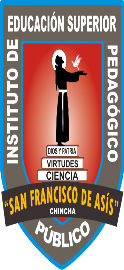 INSTITUTO DE
EDUCACIÓN SUPERIOR
PEDAGÓGICO
DIOS Y PATRIA
VIRTUDES
CIENCIA
"SAN FRANCISCO DE ASÍS"
CHINCHA
PÚBLICO